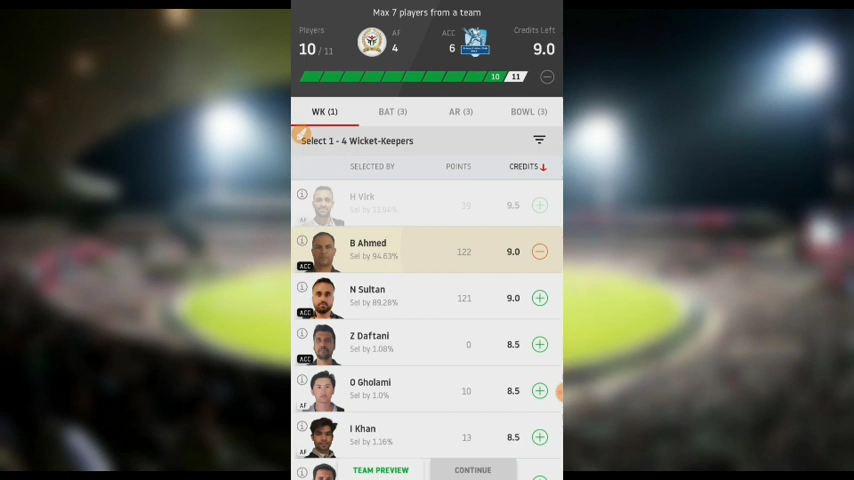 Max 7 players from a team
Players
10 / 11
AF
4
ACC
6
Credits Left
9.0
10
11
WK (1)
BAT (3)
AR (3)
BOWL (3)
Select 1 - 4 Wicket-Keepers
SELECTED BY
POINTS
CREDITS
H Virk
39
9.5
AF
B Ahmed
Sel by 94.63%
122
9.0
ACC
N Sultan
Sel by 89.28%
121
9.0
ACC
Z Daftani
Sel by 1.08%
0
8.5
ACC
O Gholami
Sel by 1.0%
10
8.5
AF
I Khan
Sel by 1.16%
13
8.5
AF
TEAM PREVIEW
CONTINUE